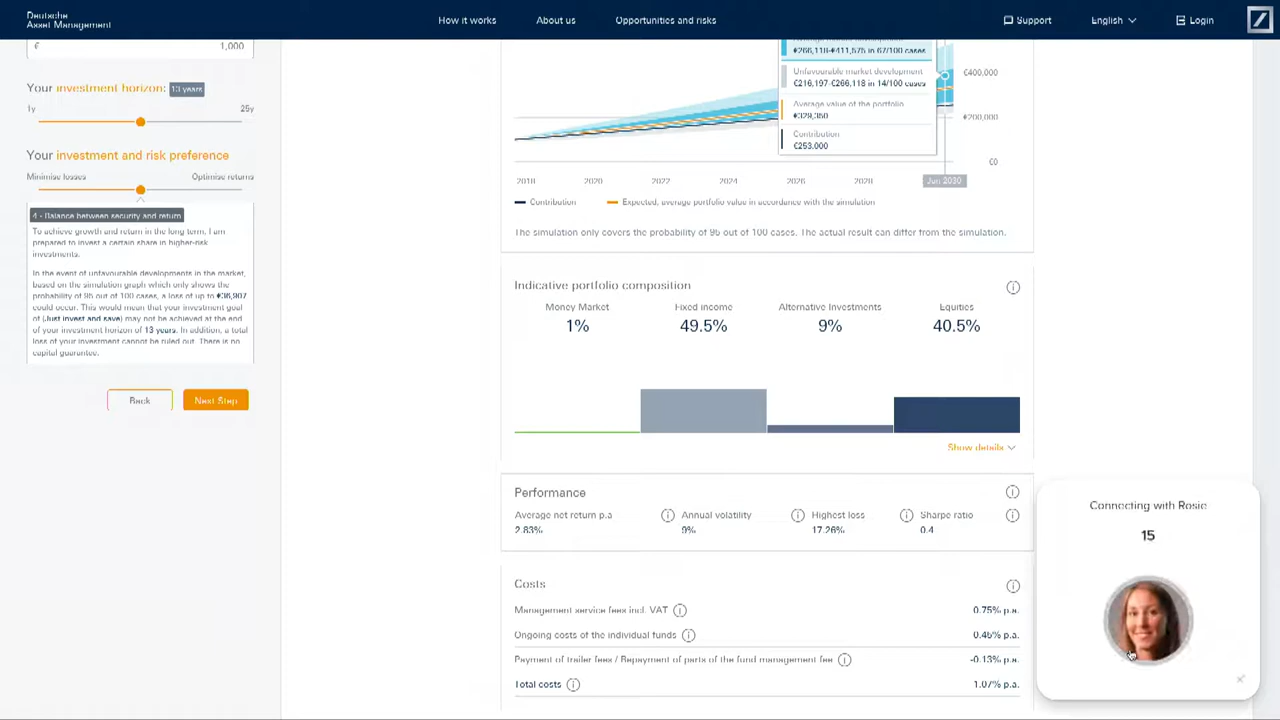 Deutsche
Asset Management
How it works
About us
Opportunities and risks
Support
English
Login
€ 1,000
Your investment horizon: 13 years
1y 25y
Your investment and risk preference
Minimise losses Optimise returns
4 - Balance between security and return
To achieve growth and return in the long term, I am
prepared to invest a certain share in higher-risk
investments.
In the event of unfavourable developments in the market,
based on the simulation graph which only shows the
probability of 95 out of 100 cases, a loss of up to €36,907
could occur. This would mean that your investment goal
of (Just invest and save) may not be achieved at the end
of your investment horizon of 13 years. In addition, a total
loss of your investment cannot be ruled out. There is no
capital guarantee.
Back Next Step
€266,118-€411,575 in 67/100 cases
Unfavourable market development
€216,197-€266,118 in 14/100 cases
Average value of the portfolio
€329,350
Contribution
€253.000
€400,000
€200,000
€0
2018 2020 2022 2024 2026 2028 Jun 2030
Contribution Expected, average portfolio value in accordance with the simulation
The simulation only covers the probability of 95 out of 100 cases. The actual result can differ from the simulation.
Indicative portfolio composition
Money Market Fixed income Alternative Investments Equities
1% 49.5% 9% 40.5%
Show details
Performance
Average net return p.a Annual volatility Highest loss Sharpe ratio
2.83% 9% 17.26% 0.4
Costs
Management service fees incl. VAT 0.75% p.a.
Ongoing costs of the individual funds 0.45% p.a.
Payment of trailer fees / Repayment of parts of the fund management fee -0.13% p.a.
Total costs 1.07% p.a.
Connecting with Rosie
15